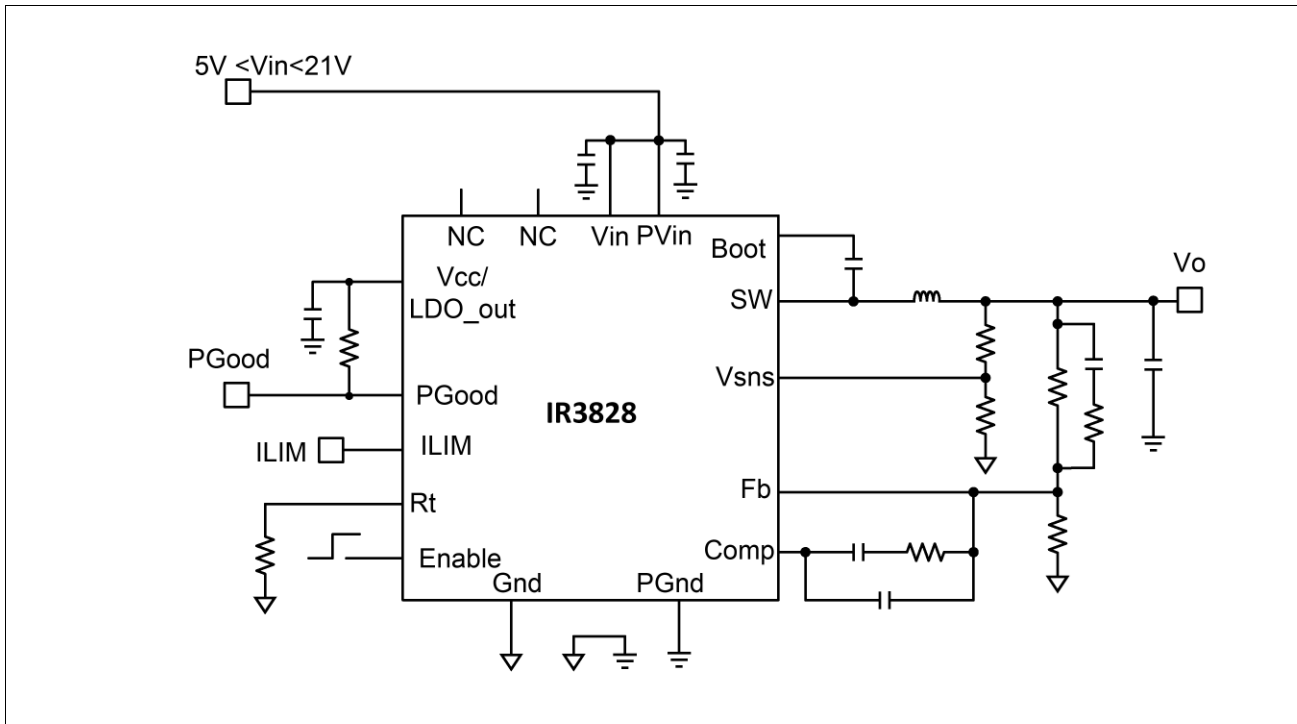 5V <Vin<21V
NC
NC
Vin
PVin
Boot
Vcc/
LDO_out
SW
Vo
PGood
PGood
Vsns
IR3828
ILIM
ILIM
Rt
Fb
Enable
Comp
Gnd
PGnd